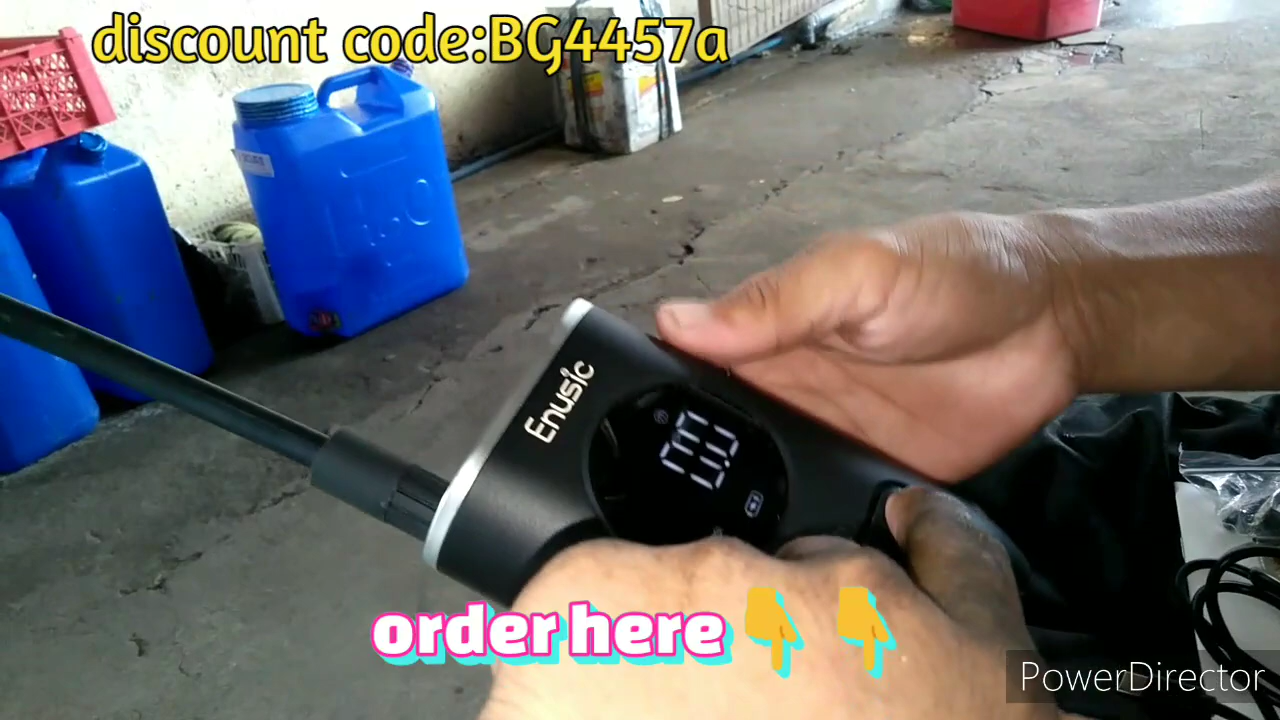 discount code:BG4457a
Enusic
order here👇👇
PowerDirector